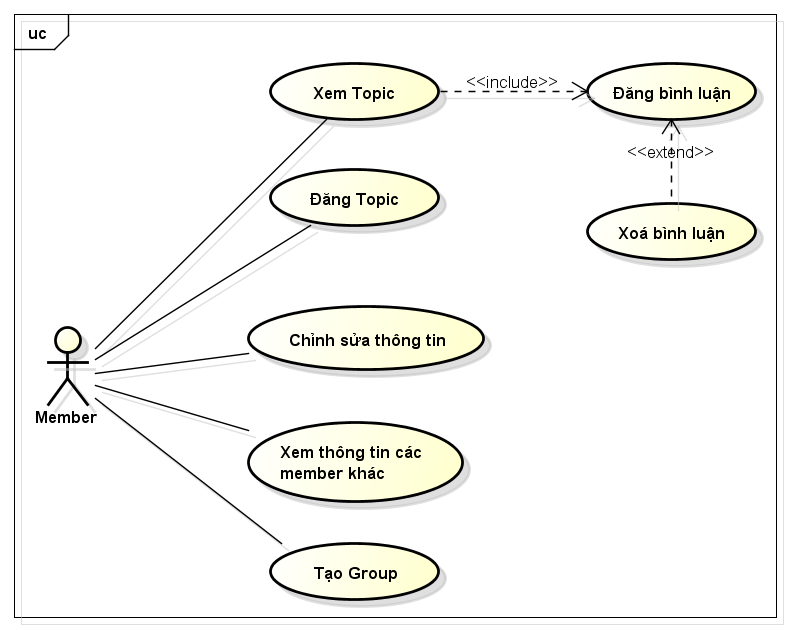 uc
Xem Topic
<<include>>
Đăng bình luận
<<extend>>
Đăng Topic
Xoá bình luận
Chỉnh sửa thông tin
Member
Xem thông tin các
member khác
Tạo Group